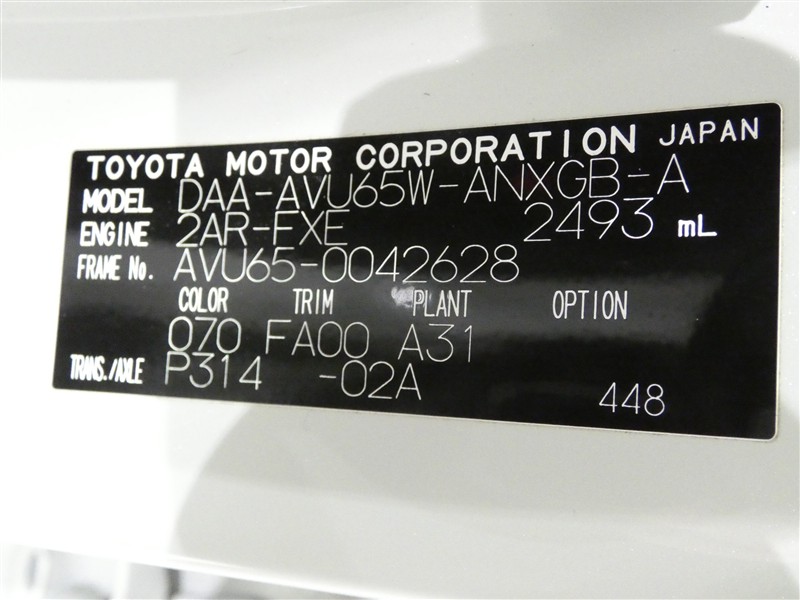 TOYOTA MOTOR CORPORATION JAPAN
MODEL DAA-AVU65W-ANXGB-A
ENGINE 2AR-FXE 2493 mL
FRAME No. AVU65-0042628
COLOR TRIM PLANT OPTION
070 FA00 A31
TRANS./AXLE P314 -02A
448